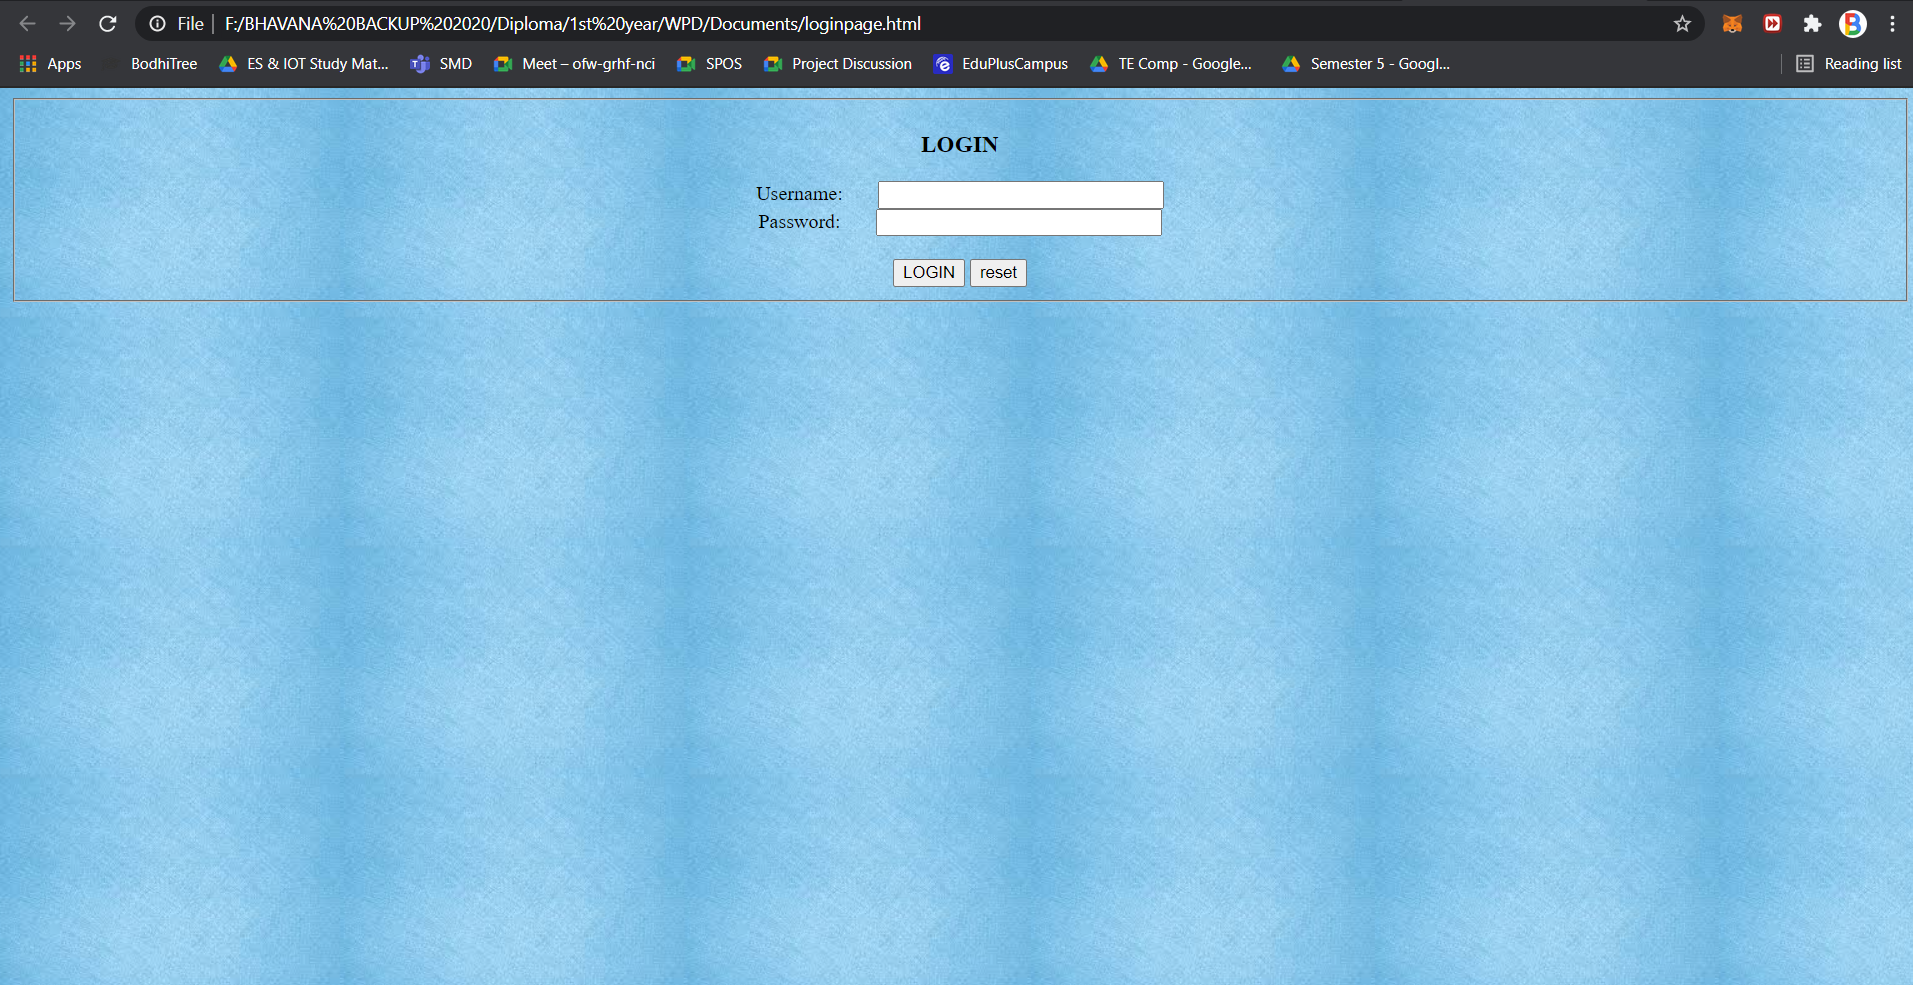 File F:/BHAVANA%20BACKUP%202020/Diploma/1st%20year/WPD/Documents/loginpage.html
Apps BodhiTree ES & IOT Study Mat... SMD Meet – ofw-grhf-nci SPOS Project Discussion EduPlusCampus TE Comp - Google... Semester 5 - Googl... Reading list
LOGIN
Username:
Password:
LOGIN reset